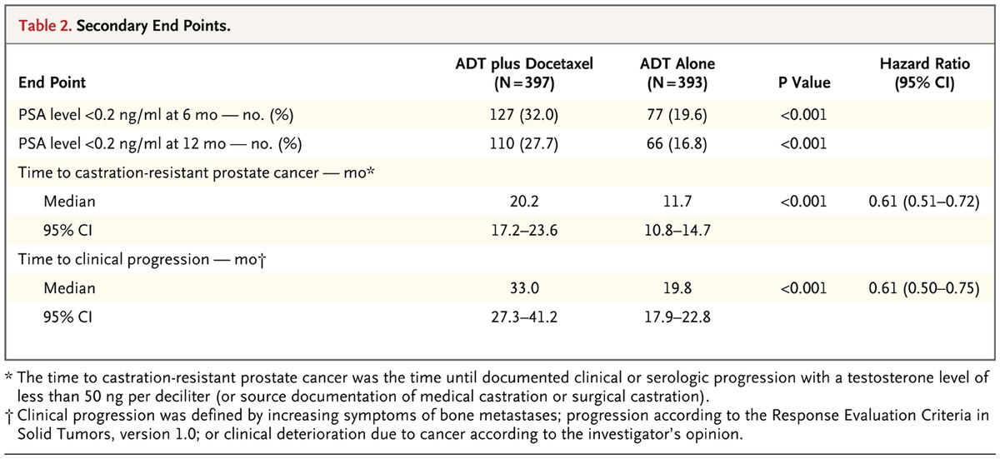 Table 2. Secondary End Points.
End Point ADT plus Docetaxel (N=397) ADT Alone (N=393) P Value Hazard Ratio (95% CI)
PSA level <0.2 ng/ml at 6 mo — no. (%) 127 (32.0) 77 (19.6) <0.001
PSA level <0.2 ng/ml at 12 mo — no. (%) 110 (27.7) 66 (16.8) <0.001
Time to castration-resistant prostate cancer — mo*
Median 20.2 11.7 <0.001 0.61 (0.51–0.72)
95% CI 17.2–23.6 10.8–14.7
Time to clinical progression — mo†
Median 33.0 19.8 <0.001 0.61 (0.50–0.75)
95% CI 27.3–41.2 17.9–22.8
* The time to castration-resistant prostate cancer was the time until documented clinical or serologic progression with a testosterone level of
less than 50 ng per deciliter (or source documentation of medical castration or surgical castration).
† Clinical progression was defined by increasing symptoms of bone metastases; progression according to the Response Evaluation Criteria in
Solid Tumors, version 1.0; or clinical deterioration due to cancer according to the investigator's opinion.